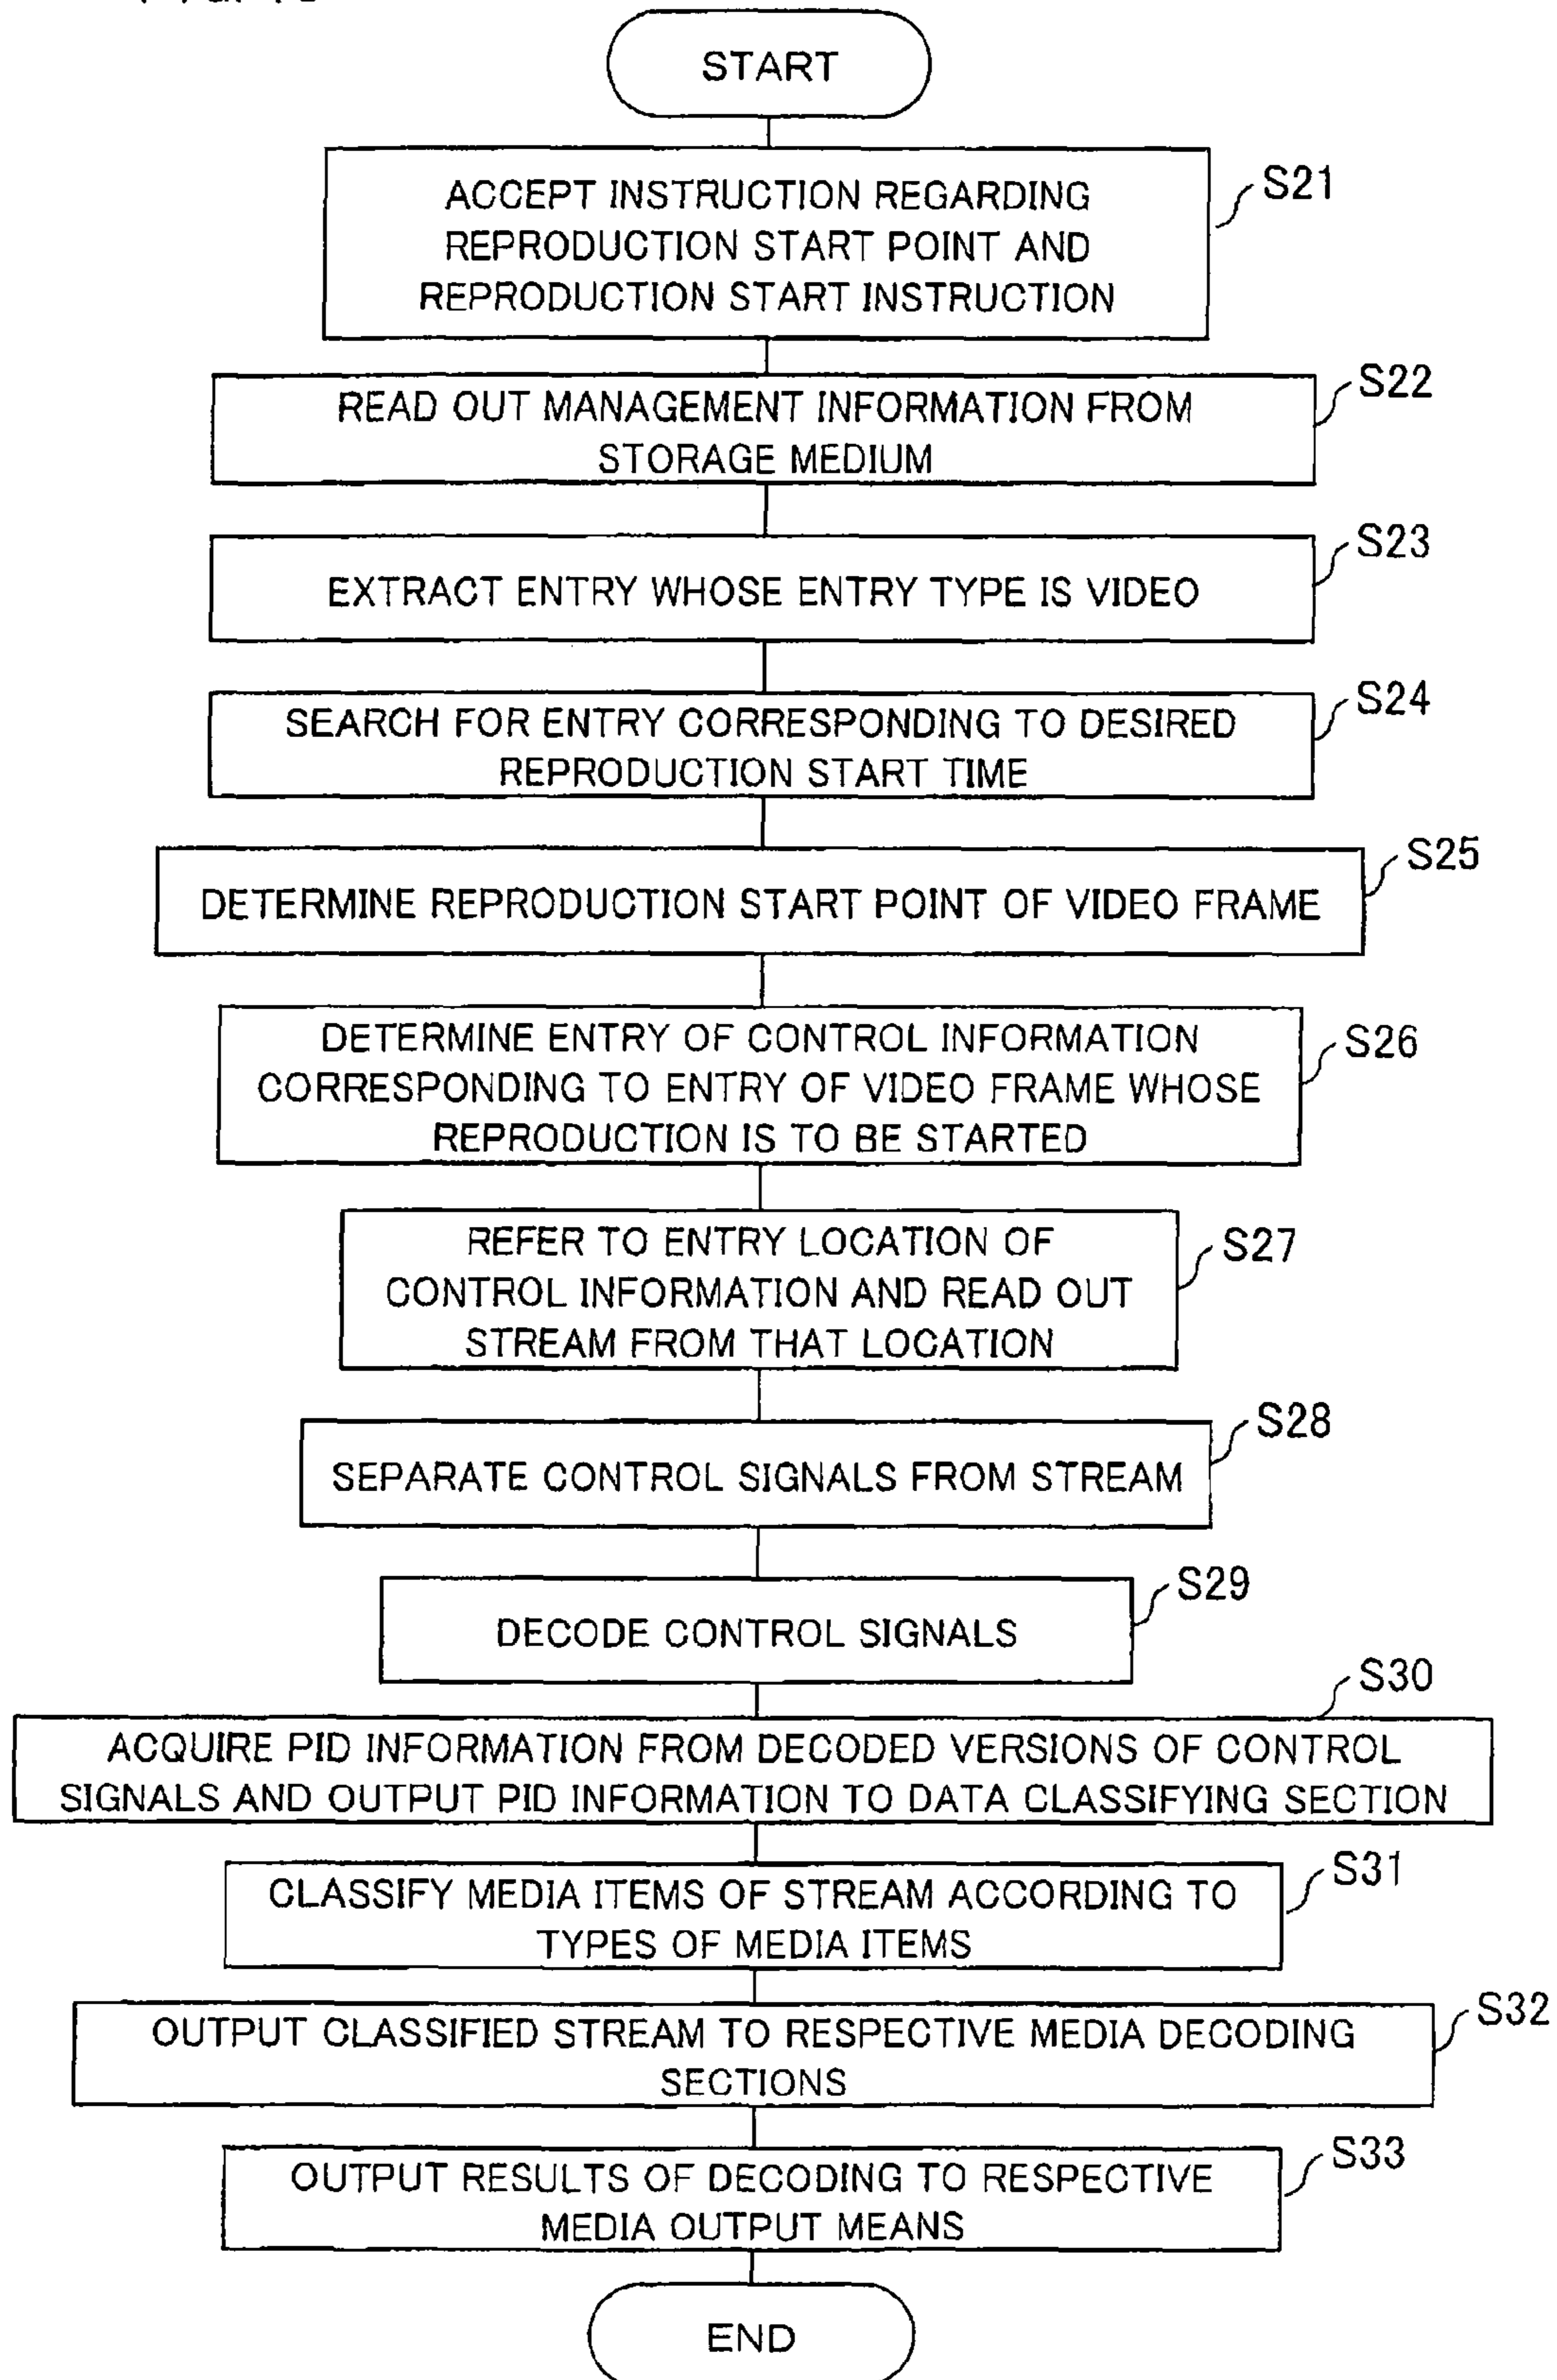 START
ACCEPT INSTRUCTION REGARDING
REPRODUCTION START POINT AND
REPRODUCTION START INSTRUCTION
S21
READ OUT MANAGEMENT INFORMATION FROM
STORAGE MEDIUM
S22
EXTRACT ENTRY WHOSE ENTRY TYPE IS VIDEO
S23
SEARCH FOR ENTRY CORRESPONDING TO DESIRED
REPRODUCTION START TIME
S24
DETERMINE REPRODUCTION START POINT OF VIDEO FRAME
S25
DETERMINE ENTRY OF CONTROL INFORMATION
CORRESPONDING TO ENTRY OF VIDEO FRAME WHOSE
REPRODUCTION IS TO BE STARTED
S26
REFER TO ENTRY LOCATION OF
CONTROL INFORMATION AND READ OUT
STREAM FROM THAT LOCATION
S27
SEPARATE CONTROL SIGNALS FROM STREAM
S28
DECODE CONTROL SIGNALS
S29
ACQUIRE PID INFORMATION FROM DECODED VERSIONS OF CONTROL
SIGNALS AND OUTPUT PID INFORMATION TO DATA CLASSIFYING SECTION
S30
CLASSIFY MEDIA ITEMS OF STREAM ACCORDING TO
TYPES OF MEDIA ITEMS
S31
OUTPUT CLASSIFIED STREAM TO RESPECTIVE MEDIA DECODING
SECTIONS
S32
OUTPUT RESULTS OF DECODING TO RESPECTIVE
MEDIA OUTPUT MEANS
S33
END